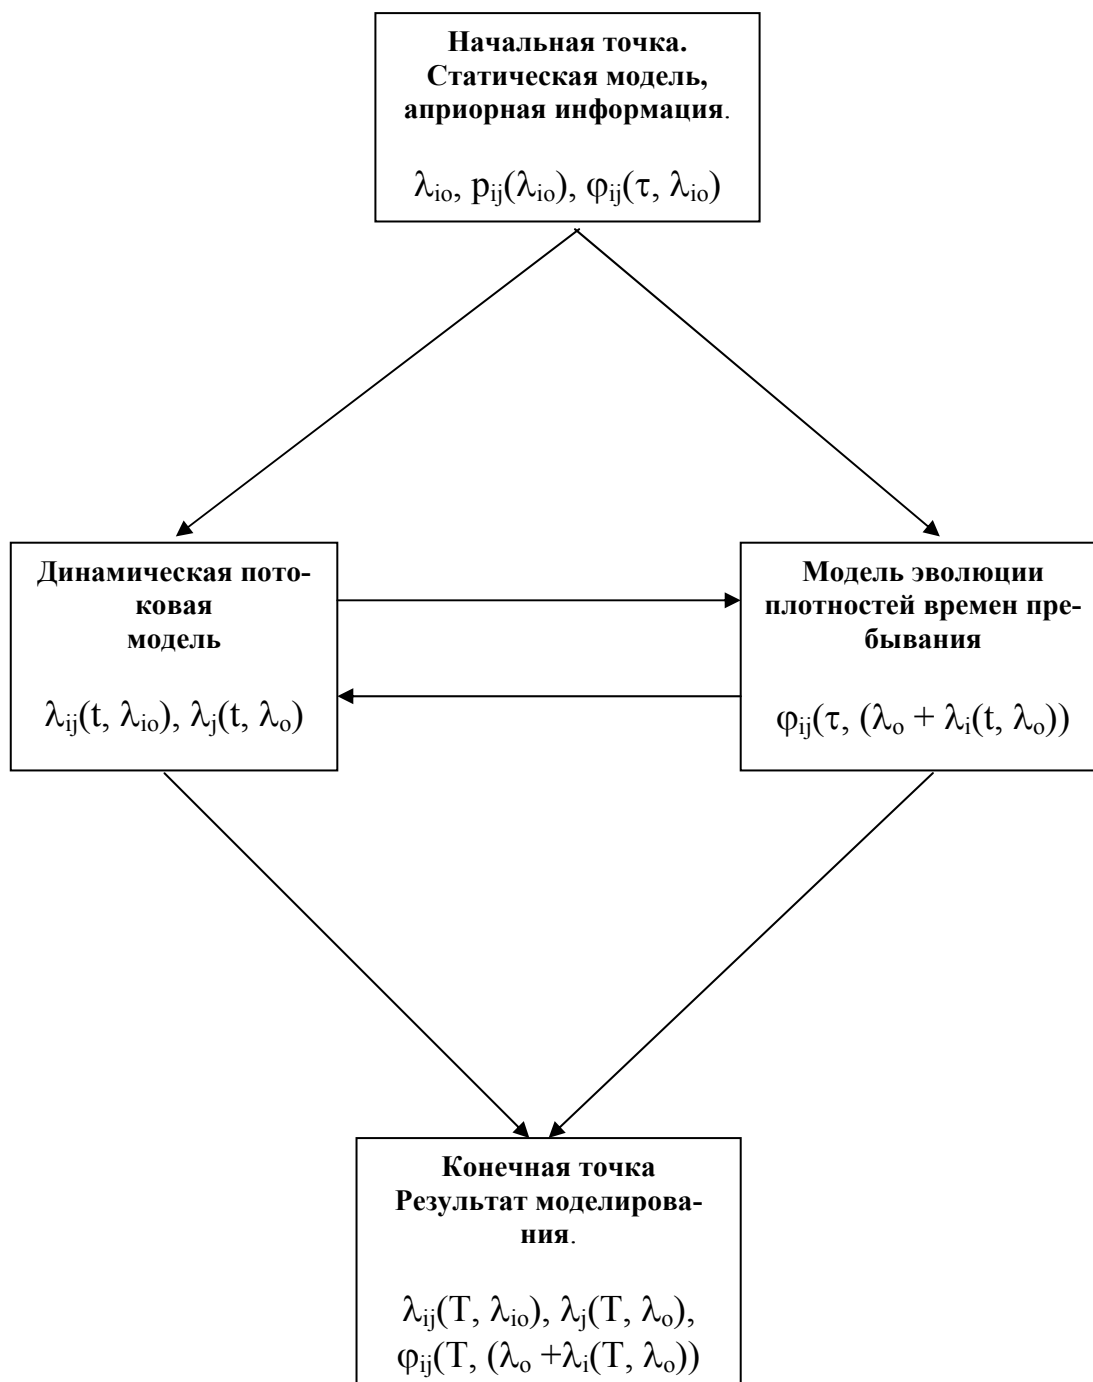 Начальная точка.
Статическая модель,
априорная информация.
λio, pij(λio), φij(τ, λio)
Динамическая пото-
ковая
модель
λij(t, λio), λj(t, λo)
Модель эволюции
плотностей времен пре-
бывания
φij(τ, (λo + λi(t, λo))
Конечная точка
Результат моделирова-
ния.
λij(T, λio), λj(T, λo),
φij(T, (λo +λi(T, λo))